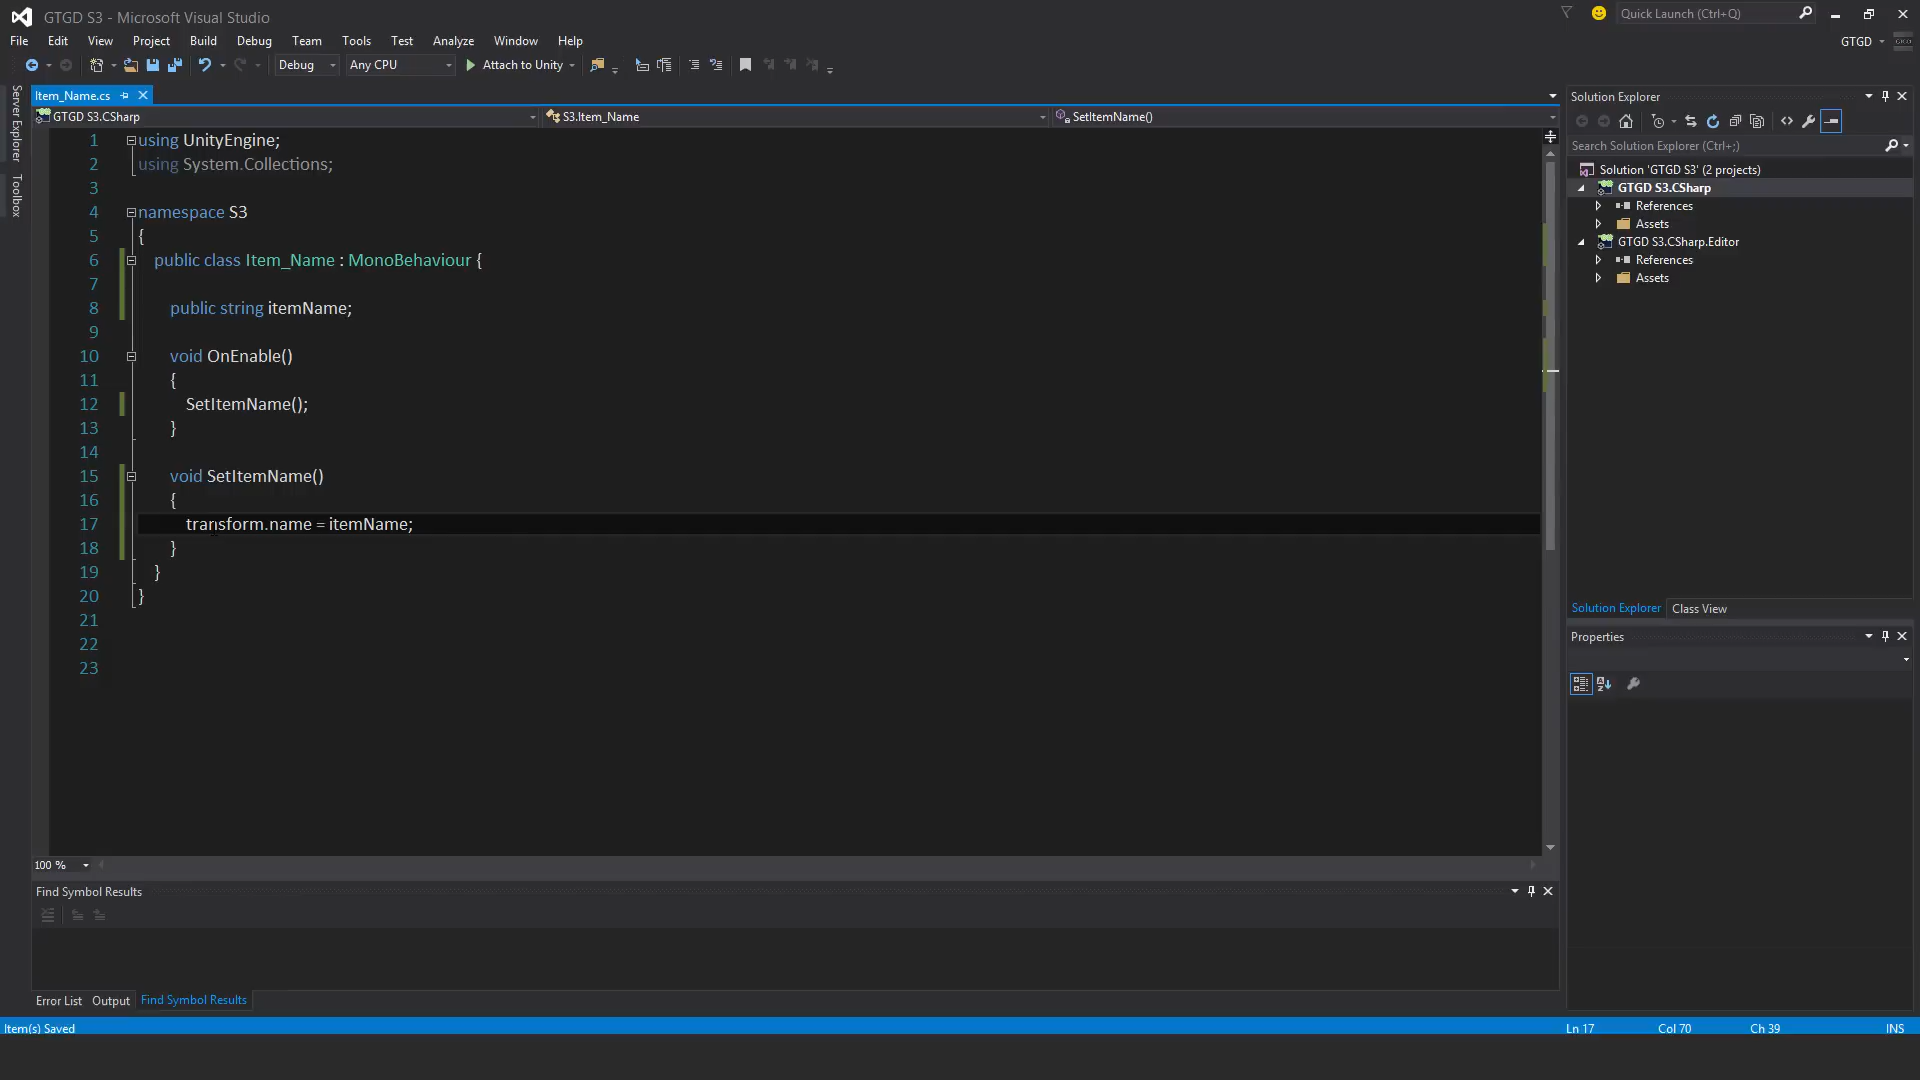 GTGD S3 - Microsoft Visual Studio
Quick Launch (Ctrl+Q)
File Edit View Project Build Debug Team Tools Test Analyze Window Help
GTGD
Debug Any CPU Attach to Unity
Server Explorer
Toolbox
Item_Name.cs
GTGD S3.CSharp S3.Item_Name SetItemName()
1 using UnityEngine;
2 using System.Collections;
3
4 namespace S3
5 {
6 public class Item_Name : MonoBehaviour {
7
8 public string itemName;
9
10 void OnEnable()
11 {
12 SetItemName();
13 }
14
15 void SetItemName()
16 {
17 transform.name = itemName;
18 }
19 }
20 }
21
22
23
100 %
Find Symbol Results
Error List Output Find Symbol Results
Item(s) Saved
Ln 17 Col 70 Ch 39 INS
Solution Explorer
Search Solution Explorer (Ctrl+;)
Solution 'GTGD S3' (2 projects)
GTGD S3.CSharp
References
Assets
GTGD S3.CSharp.Editor
References
Assets
Solution Explorer Class View
Properties